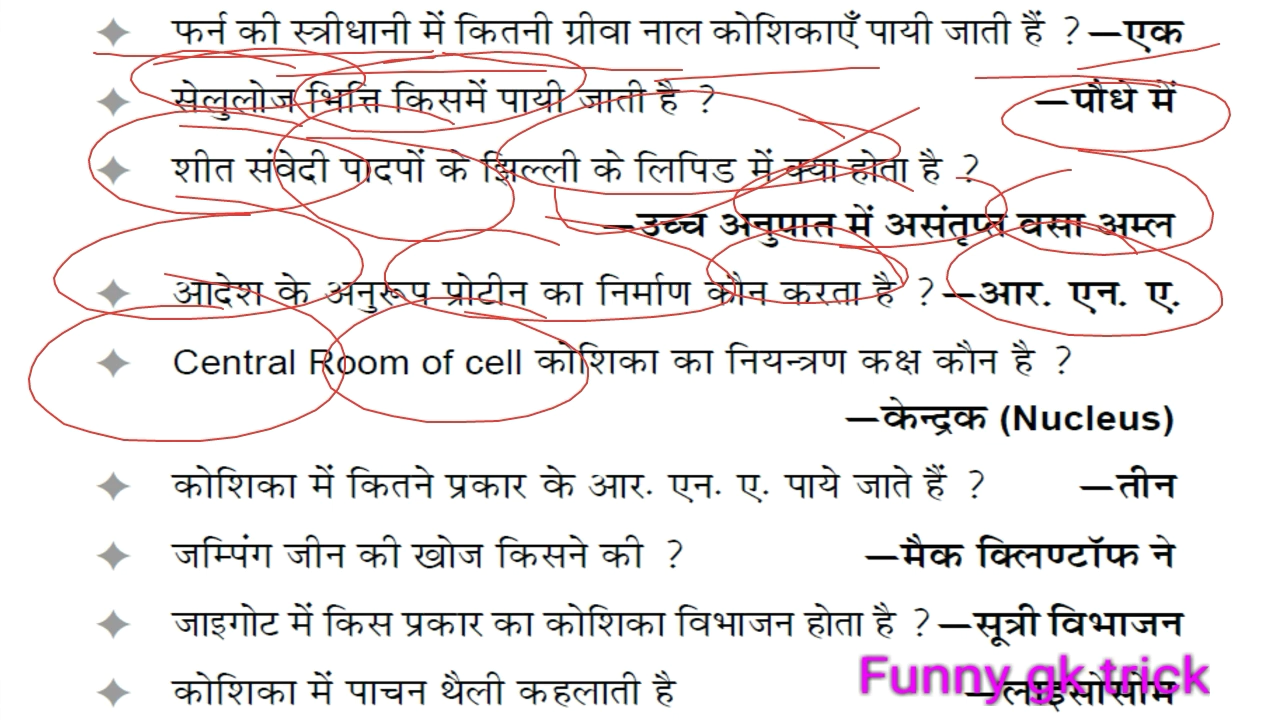 ✦ फर्न की स्त्रीधानी में कितनी ग्रीवा नाल कोशिकाएँ पायी जाती हैं ? —एक
✦ सेलुलोज भित्ति किसमें पायी जाती है ? —पौधे में
✦ शीत संवेदी पादपों के झिल्ली के लिपिड में क्या होता है ?
—उच्च अनुपात में असंतृप्त वसा अम्ल
✦ आदेश के अनुरूप प्रोटीन का निर्माण कौन करता है ? —आर. एन. ए.
✦ Central Room of cell कोशिका का नियन्त्रण कक्ष कौन है ?
—केन्द्रक (Nucleus)
✦ कोशिका में कितने प्रकार के आर. एन. ए. पाये जाते हैं ? —तीन
✦ जम्पिंग जीन की खोज किसने की ? —मैक क्लिण्टॉफ ने
✦ जाइगोट में किस प्रकार का कोशिका विभाजन होता है ? —सूत्री विभाजन
✦ कोशिका में पाचन थैली कहलाती है —लाइसोसोम
Funny gk trick